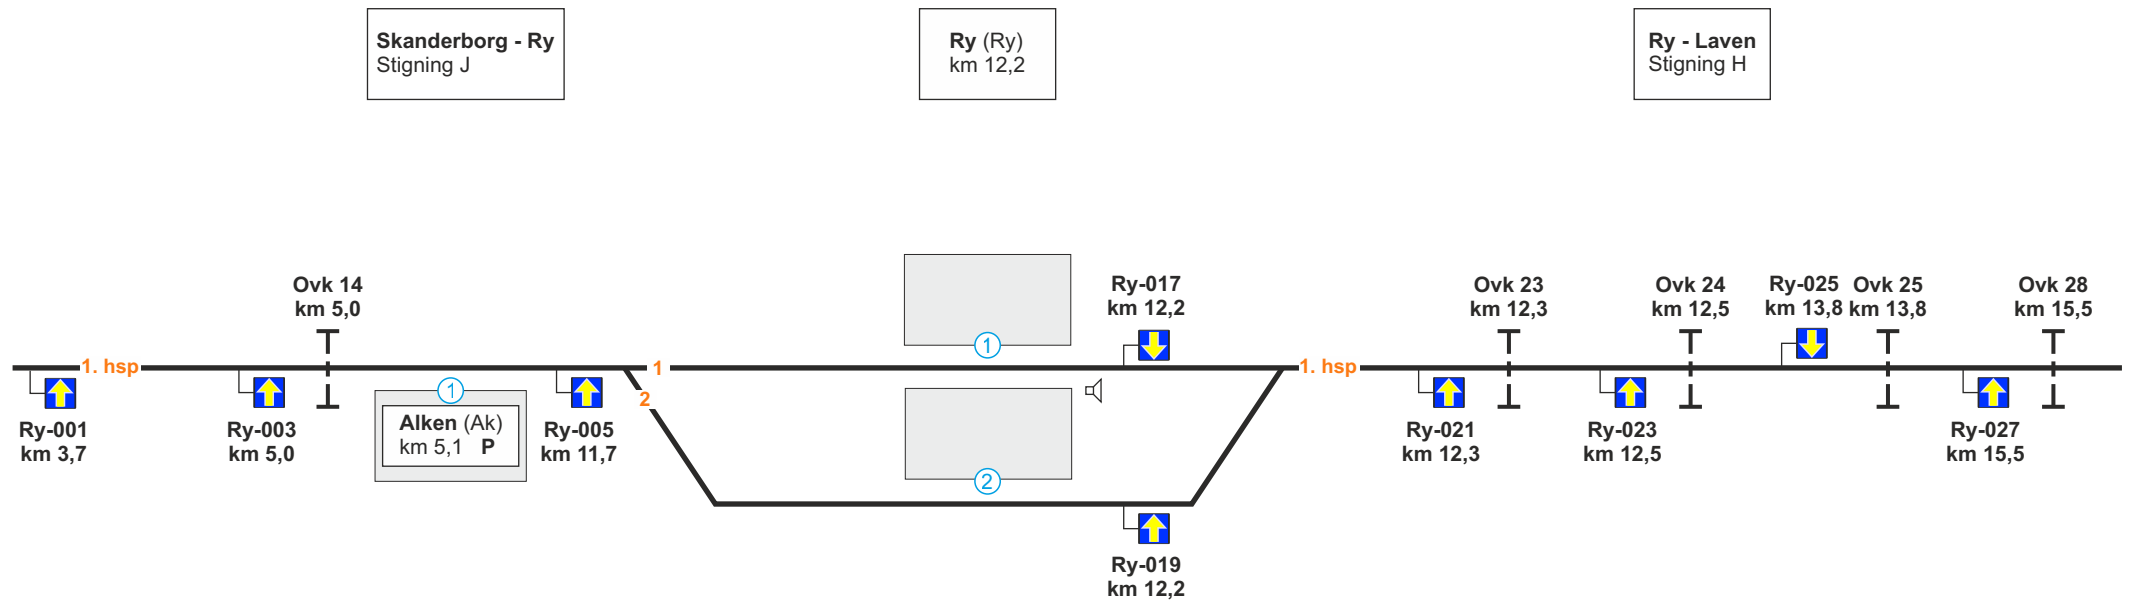 Skanderborg - Ry
Stigning J
Ry (Ry)
km 12,2
Ry - Laven
Stigning H
Ovk 14
km 5,0
Ry-017
km 12,2
Ovk 23
km 12,3
Ovk 24
km 12,5
Ry-025
km 13,8
Ovk 25
km 13,8
Ovk 28
km 15,5
1. hsp
1
1
1. hsp
1
2
2
Ry-001
km 3,7
Ry-003
km 5,0
Alken (Ak)
km 5,1 P
Ry-005
km 11,7
Ry-021
km 12,3
Ry-023
km 12,5
Ry-027
km 15,5
Ry-019
km 12,2